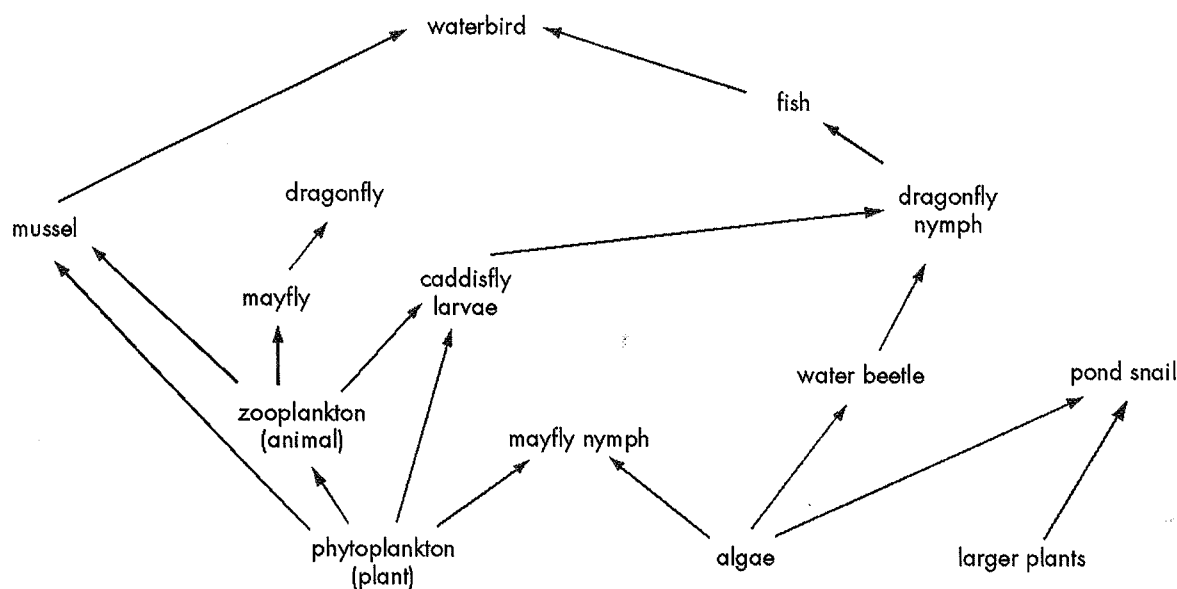 waterbird
fish
dragonfly
dragonfly
nymph
mussel
caddisfly
larvae
mayfly
water beetle
pond snail
zooplankton
(animal)
mayfly nymph
phytoplankton
(plant)
algae
larger plants